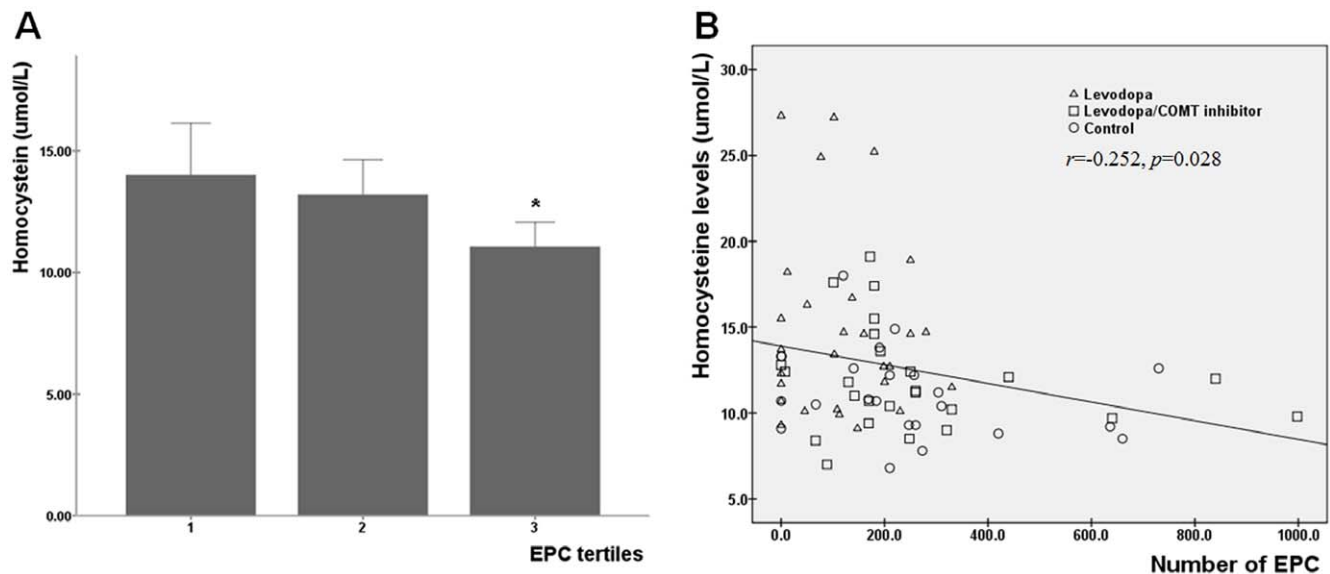 A
Homocystein (umol/L)
15.00
10.00
5.00
0.00
*
1
2
3
EPC tertiles
B
Homocysteine levels (umol/L)
30.0
25.0
20.0
15.0
10.0
5.0
Levodopa
Levodopa/COMT inhibitor
Control
r=-0.252, p=0.028
0.0
200.0
400.0
600.0
800.0
1000.0
Number of EPC